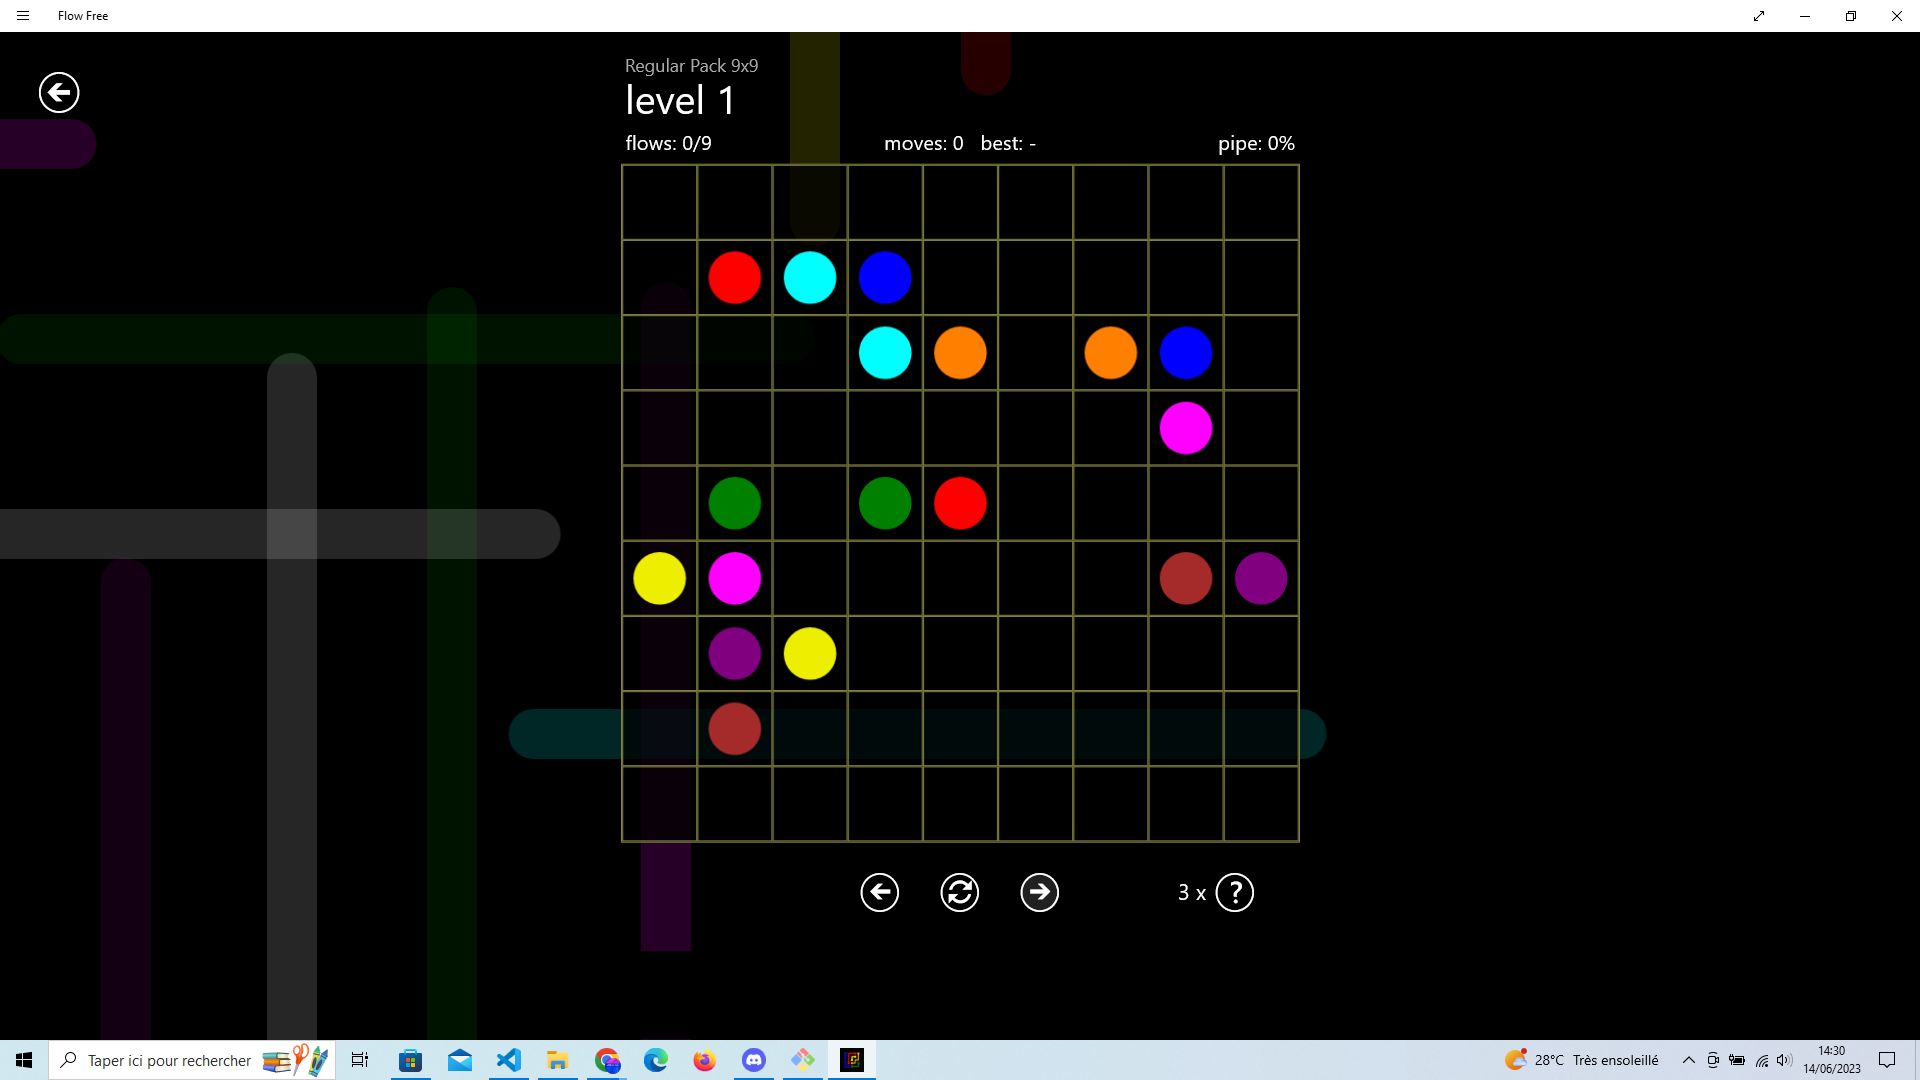 Flow Free
Regular Pack 9x9
level 1
flows: 0/9 moves: 0 best: - pipe: 0%
3 x ?
Taper ici pour rechercher
28°C Très ensoleillé
14:30
14/06/2023